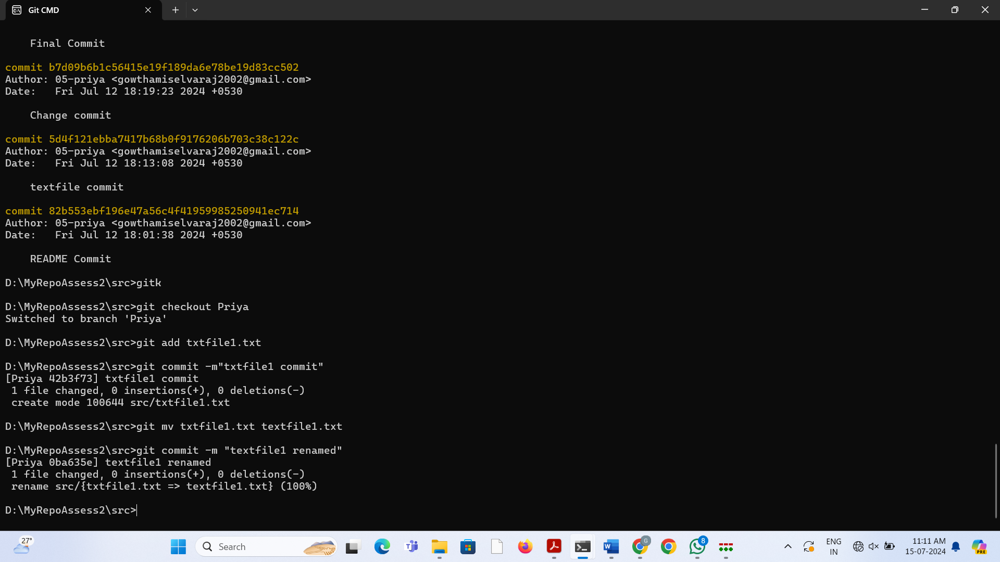 Git CMD
Final Commit
commit b7d09b6b1c56415e19f189da6e78be19d83cc502
Author: 05-priya <gowthamiselvaraj2002@gmail.com>
Date:   Fri Jul 12 18:19:23 2024 +0530
Change commit
commit 5d4f121ebba7417b68b0f9176206b703c38c122c
Author: 05-priya <gowthamiselvaraj2002@gmail.com>
Date:   Fri Jul 12 18:13:08 2024 +0530
textfile commit
commit 82b553ebf196e47a56c4f41959985250941ec714
Author: 05-priya <gowthamiselvaraj2002@gmail.com>
Date:   Fri Jul 12 18:01:38 2024 +0530
README Commit
D:\MyRepoAssess2\src>gitk
D:\MyRepoAssess2\src>git checkout Priya
Switched to branch 'Priya'
D:\MyRepoAssess2\src>git add txtfile1.txt
D:\MyRepoAssess2\src>git commit -m"txtfile1 commit"
[Priya 42b3f73] txtfile1 commit
 1 file changed, 0 insertions(+), 0 deletions(-)
 create mode 100644 src/txtfile1.txt
D:\MyRepoAssess2\src>git mv txtfile1.txt textfile1.txt
D:\MyRepoAssess2\src>git commit -m "textfile1 renamed"
[Priya 0ba635e] textfile1 renamed
 1 file changed, 0 insertions(+), 0 deletions(-)
 rename src/{txtfile1.txt => textfile1.txt} (100%)
D:\MyRepoAssess2\src>
27°
Search
W
G
8
ENG
IN
11:11 AM
15-07-2024
PRE